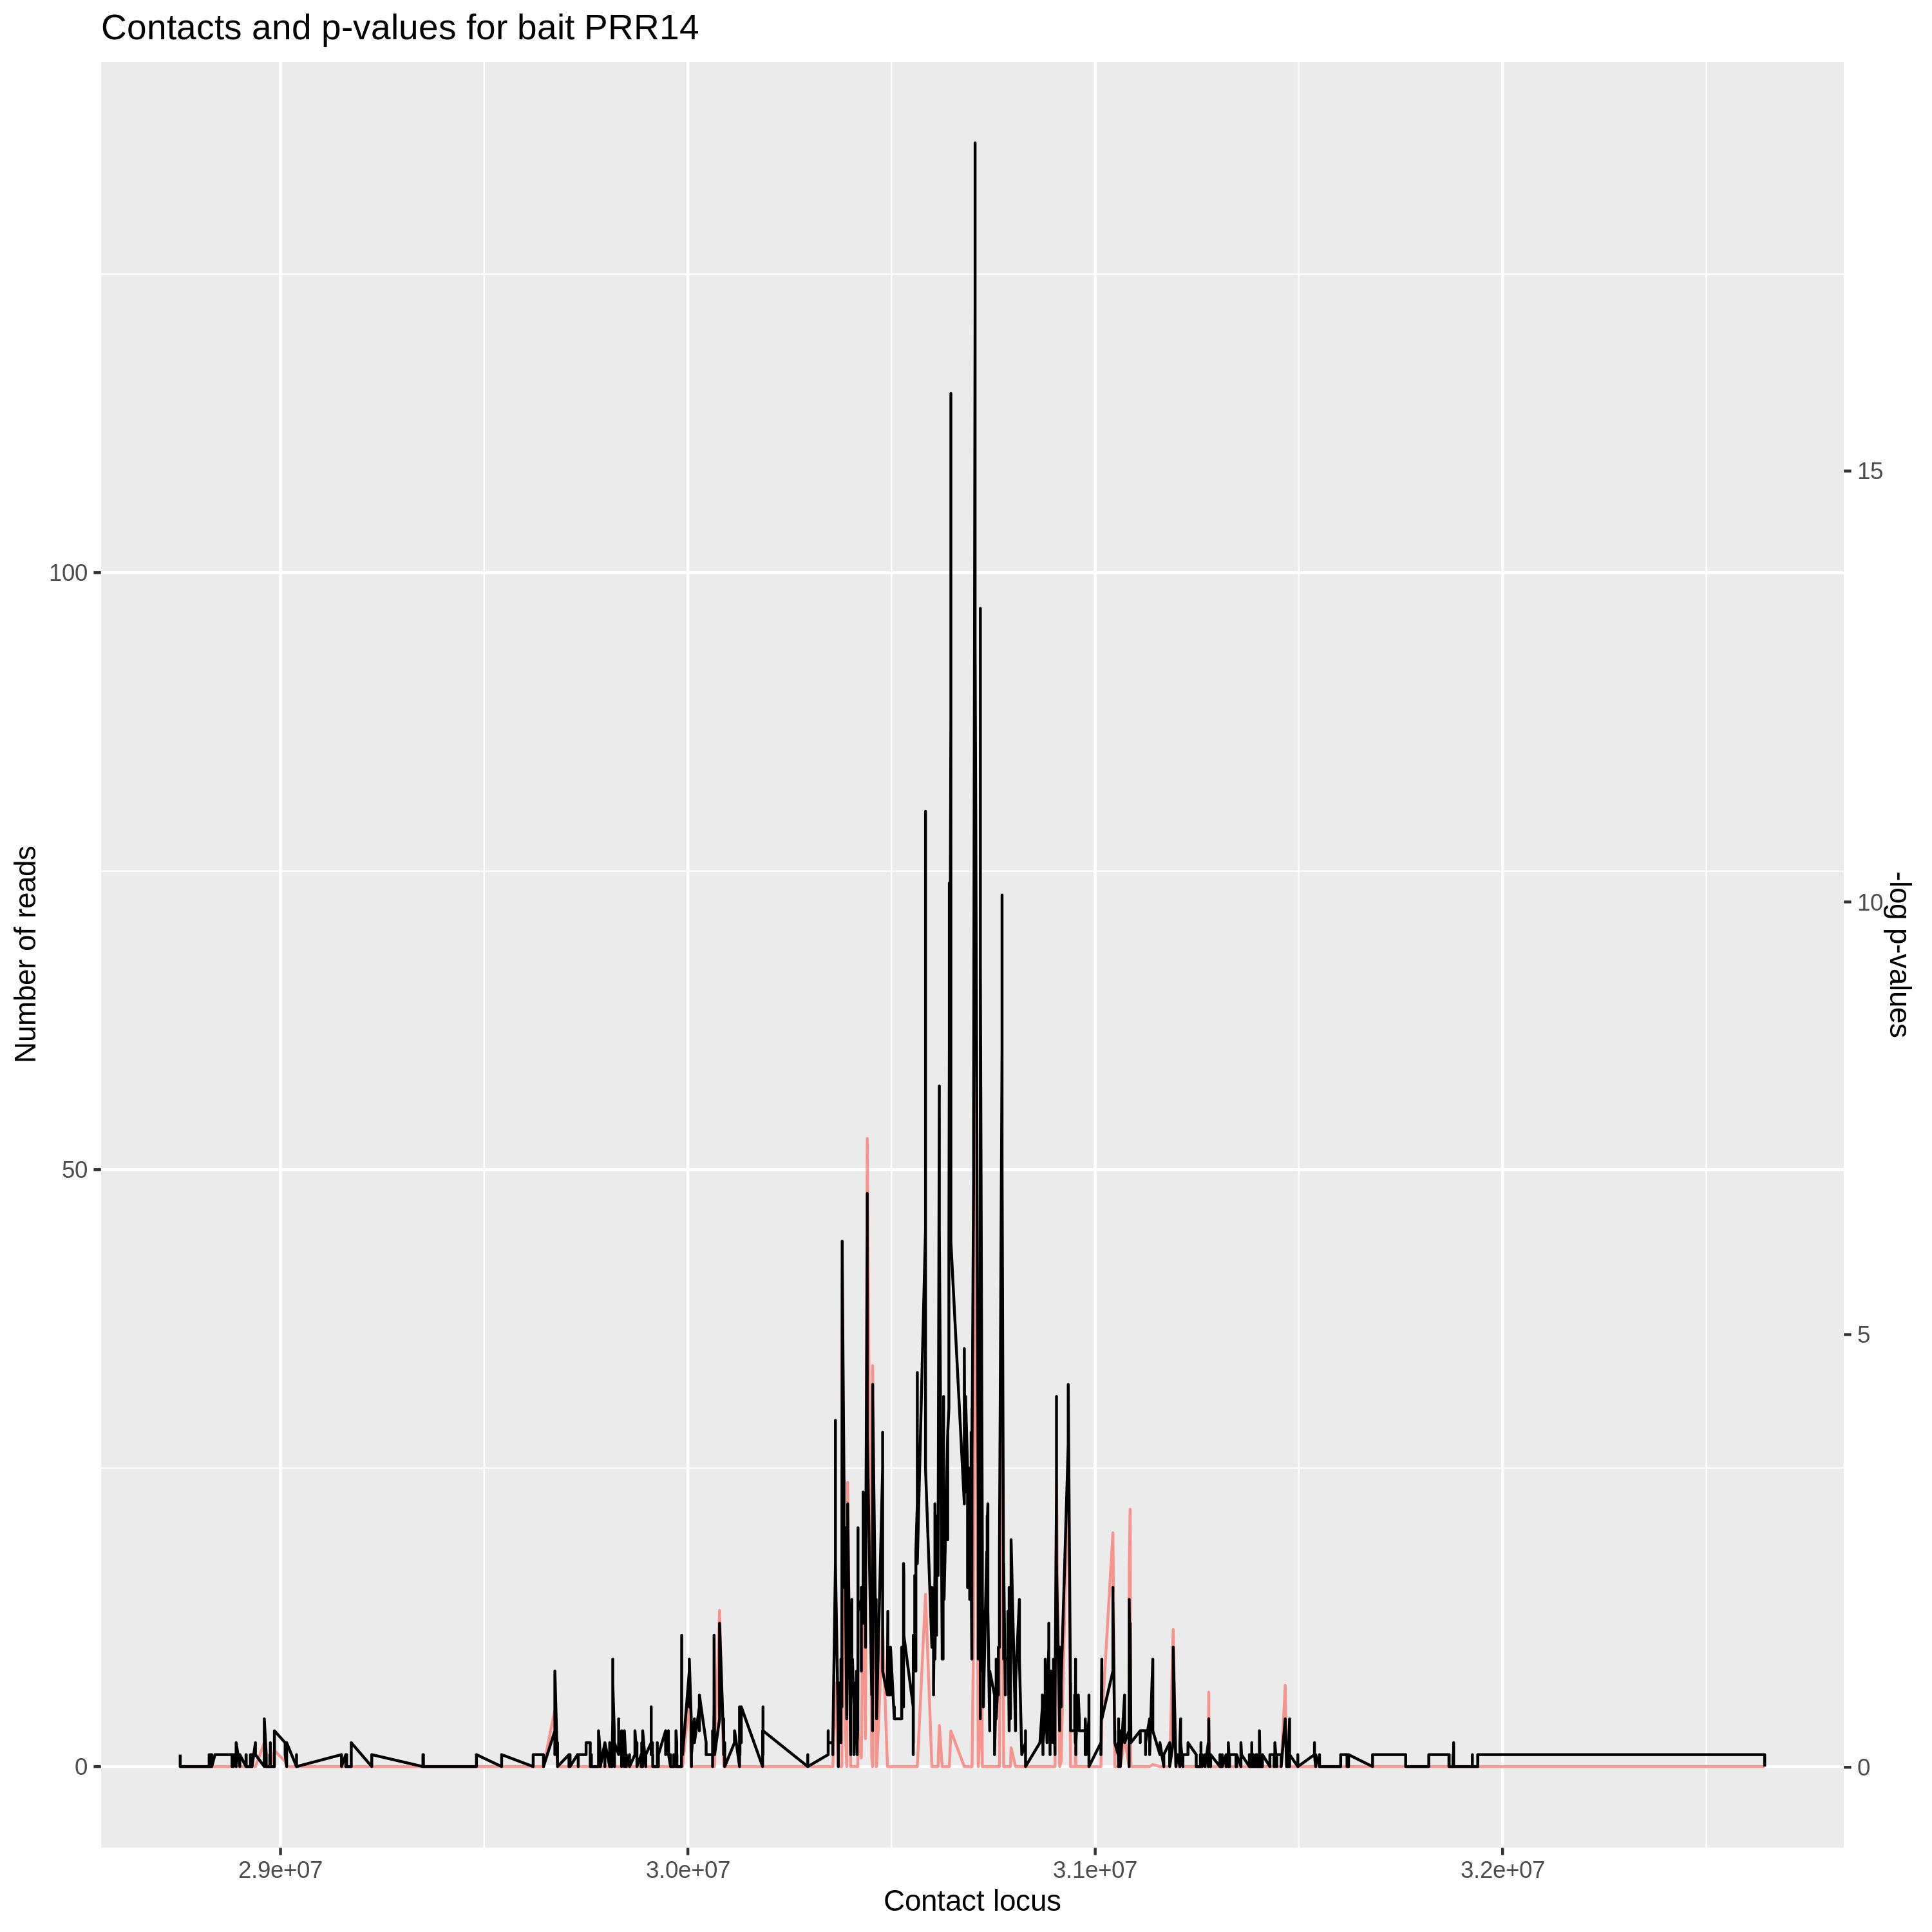 Contacts and p-values for bait PRR14
Number of reads
100
50
0
15
10
5
0
-log p-values
2.9e+07 3.0e+07 3.1e+07 3.2e+07
Contact locus